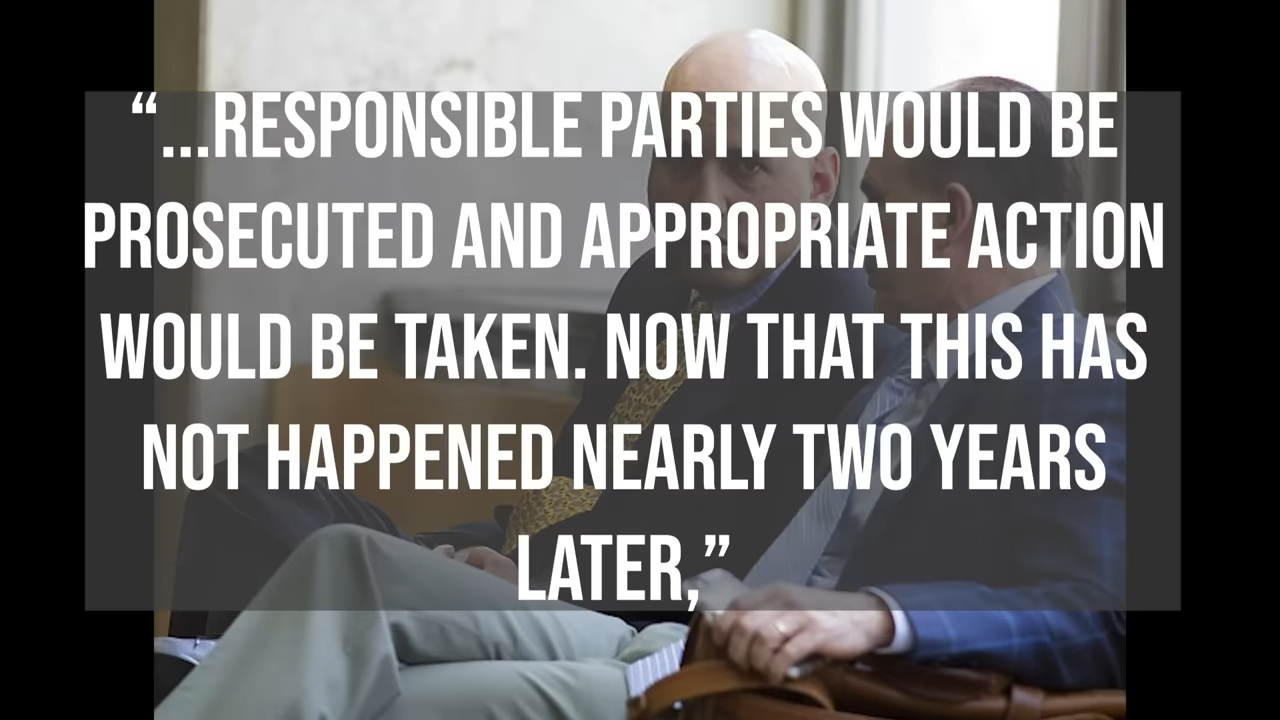 “...RESPONSIBLE PARTIES WOULD BE
PROSECUTED AND APPROPRIATE ACTION
WOULD BE TAKEN. NOW THAT THIS HAS
NOT HAPPENED NEARLY TWO YEARS
LATER,”